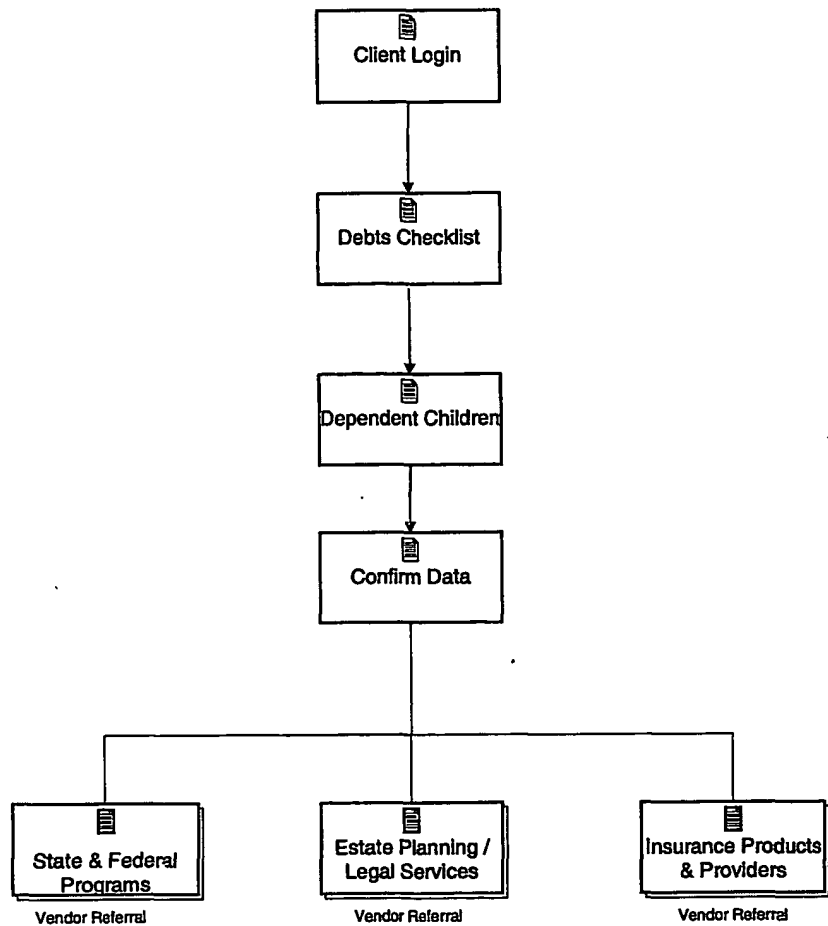 Client Login
Debts Checklist
Dependent Children
Confirm Data
State & Federal
Programs
Vendor Referral
Estate Planning /
Legal Services
Vendor Referral
Insurance Products
& Providers
Vendor Referral